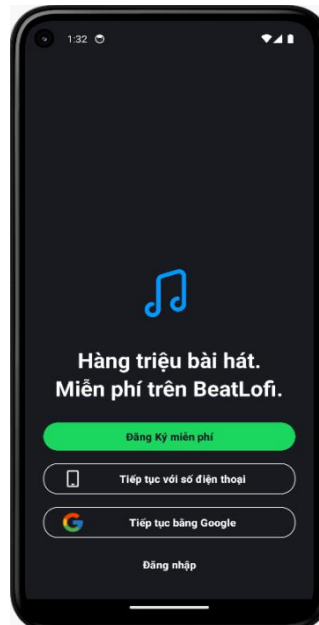 1:32
Hàng triệu bài hát.
Miễn phí trên BeatLofi.
Đăng Ký miễn phí
Tiếp tục với số điện thoại
Tiếp tục bằng Google
Đăng nhập